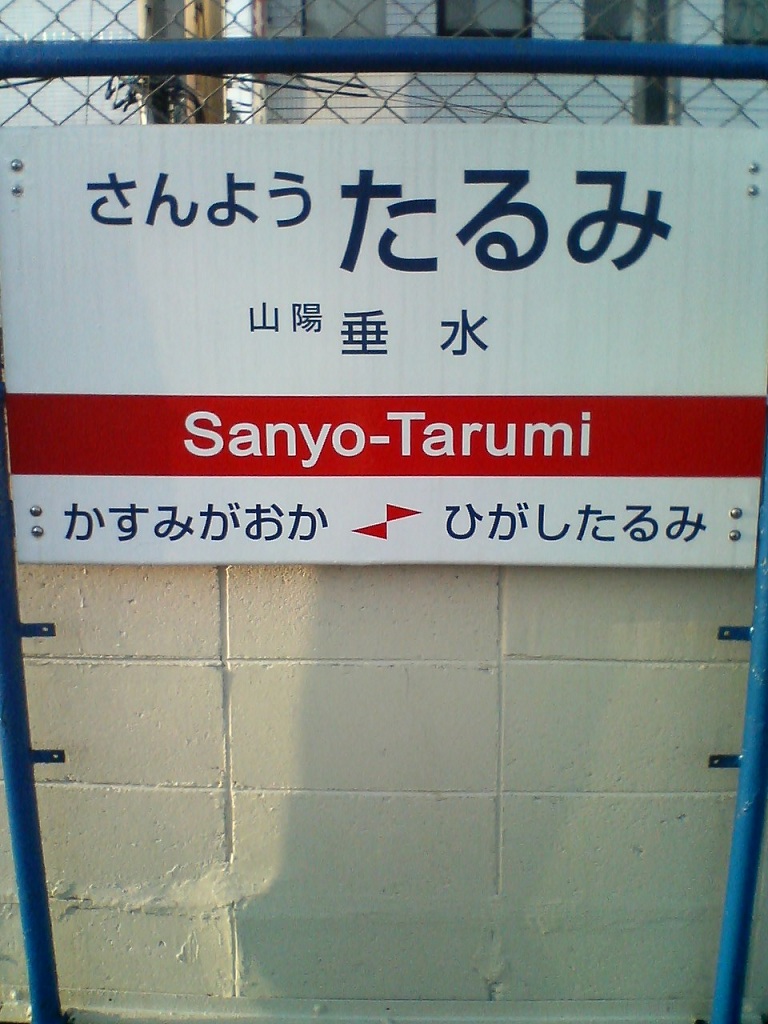 さんよう たるみ
山陽 垂 水
Sanyo-Tarumi
かすみがおか ひがしたるみ